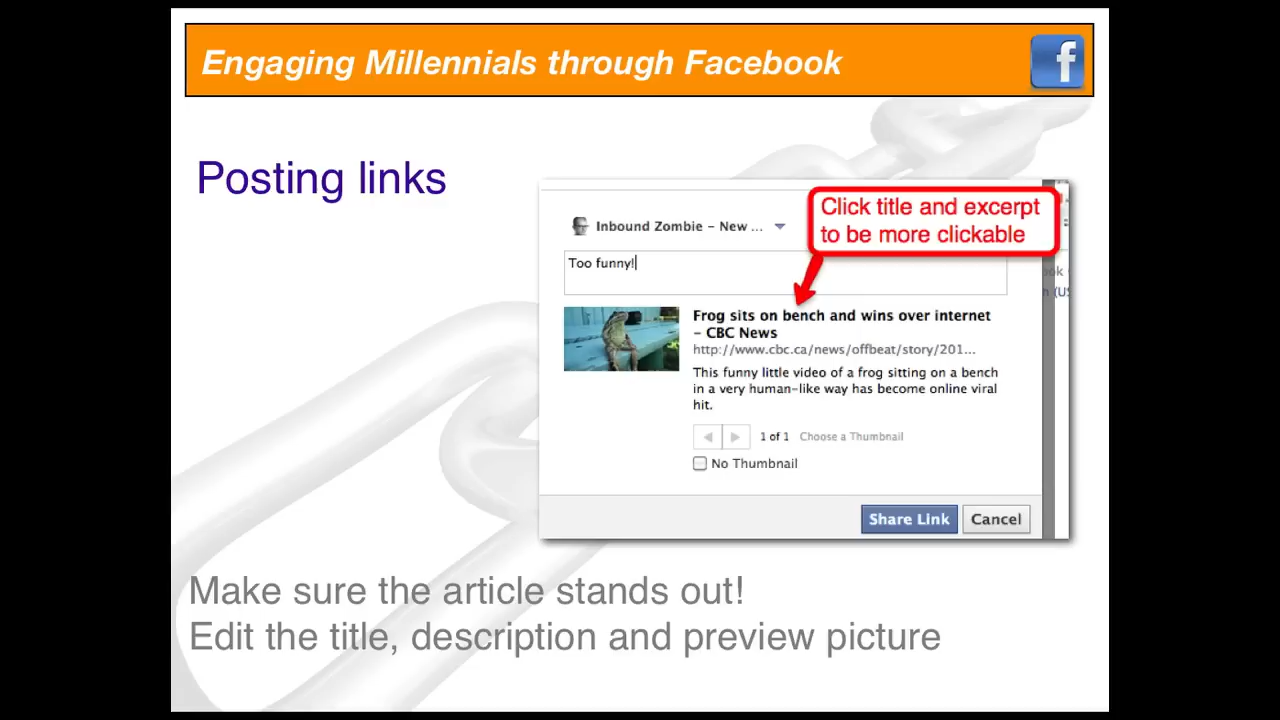 Engaging Millennials through Facebook
f
Posting links
Click title and excerpt
to be more clickable
Inbound Zombie – New ...
Too funny!
Frog sits on bench and wins over internet
– CBC News
http://www.cbc.ca/news/offbeat/story/201...
This funny little video of a frog sitting on a bench
in a very human-like way has become online viral
hit.
1 of 1 Choose a Thumbnail
No Thumbnail
Share Link Cancel
Make sure the article stands out!
Edit the title, description and preview picture